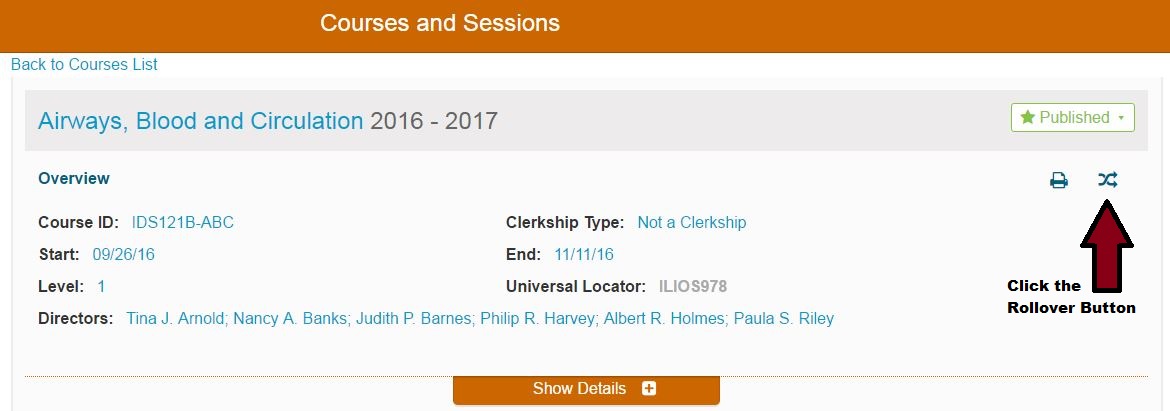 Courses and Sessions
Back to Courses List
Airways, Blood and Circulation 2016 - 2017
Published
Overview
Course ID: IDS121B-ABC
Clerkship Type: Not a Clerkship
Start: 09/26/16
End: 11/11/16
Level: 1
Universal Locator: ILIOS978
Click the
Rollover Button
Directors: Tina J. Arnold; Nancy A. Banks; Judith P. Barnes; Philip R. Harvey; Albert R. Holmes; Paula S. Riley
Show Details